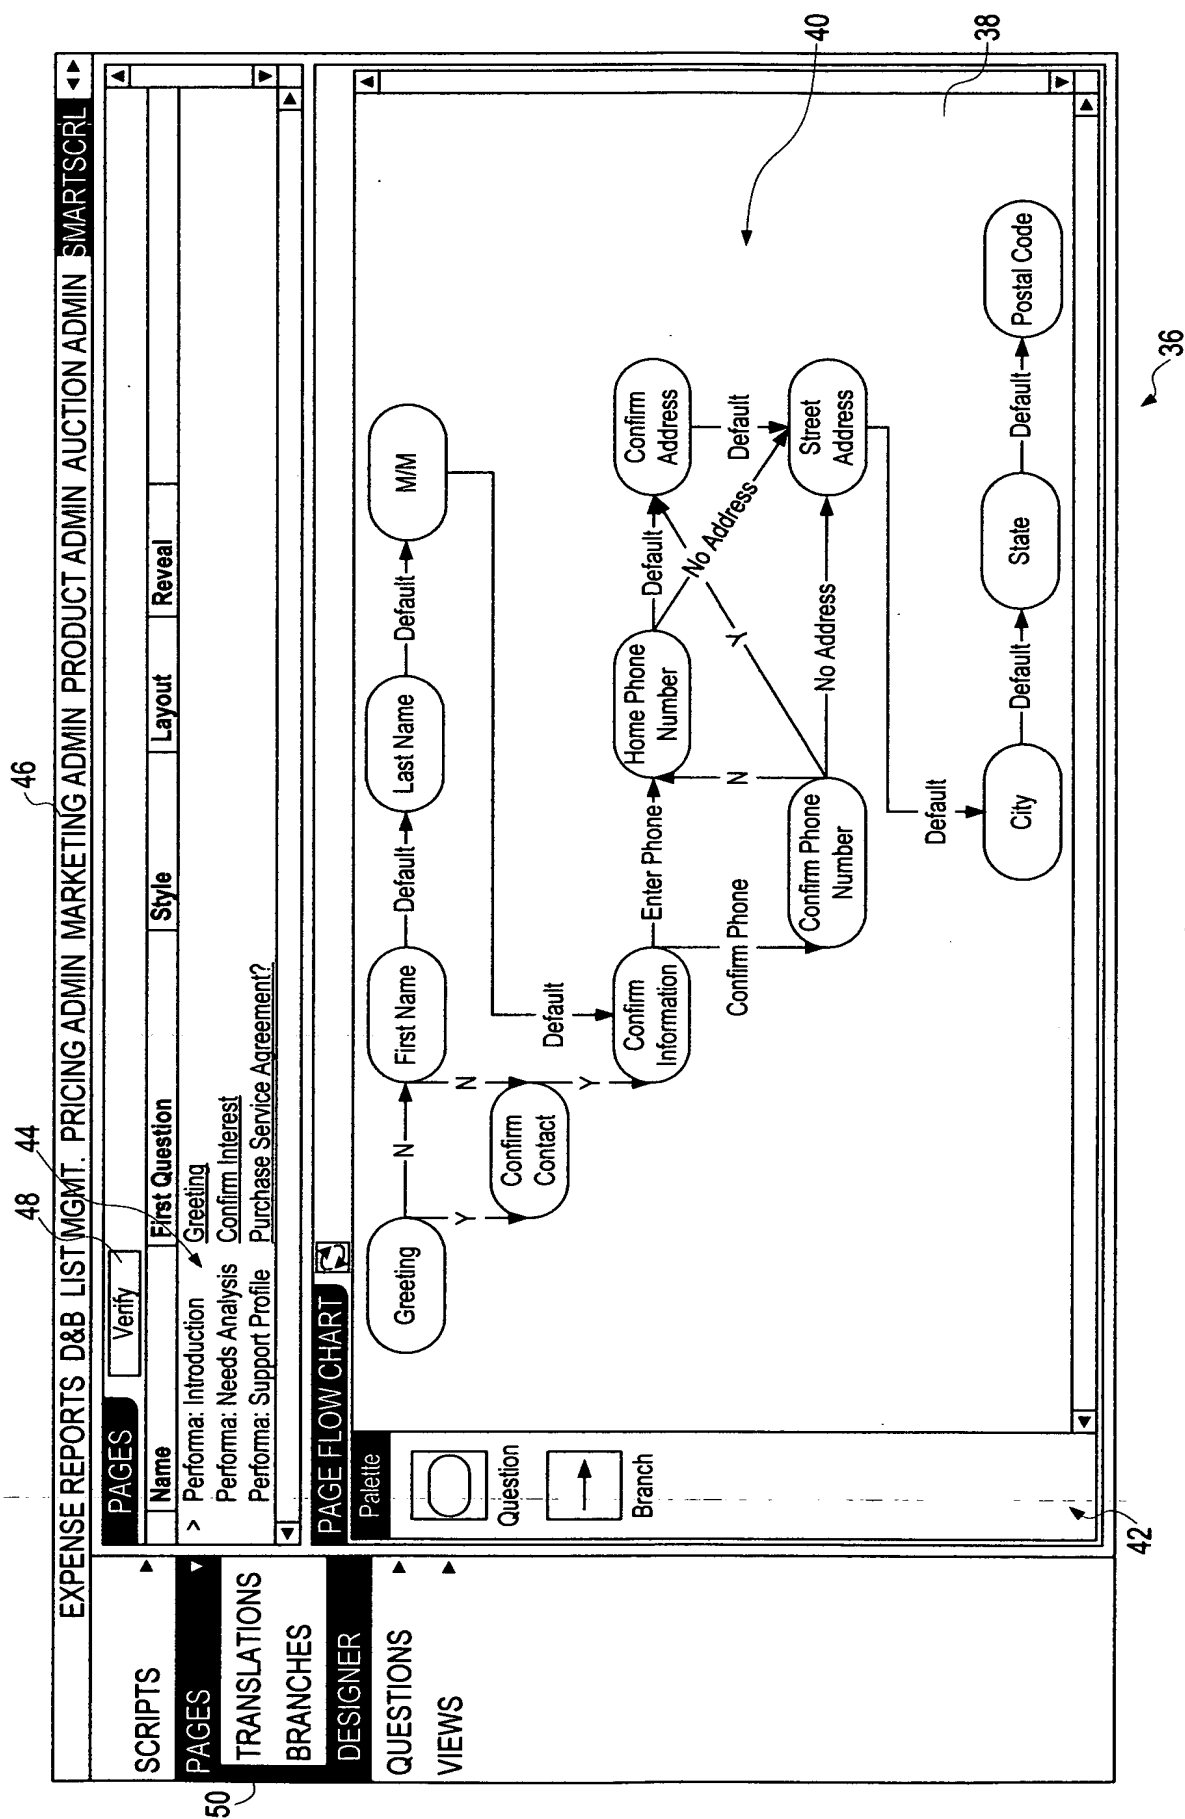 46
EXPENSE REPORTS D&B LIST MGMT. PRICING ADMIN MARKETING ADMIN PRODUCT ADMIN AUCTION ADMIN SMARTSCRL
48
44
SCRIPTS
PAGES
TRANSLATIONS
BRANCHES
DESIGNER
QUESTIONS
VIEWS
50
PAGES
Verify
Name First Question Style Layout Reveal
> Performa: Introduction Greeting
Performa: Needs Analysis Confirm Interest
Performa: Support Profile Purchase Service Agreement?
PAGE FLOW CHART
Palette
Question
Branch
42
Greeting
N
First Name
Default
Last Name
Default
M/M
Y
N
Confirm
Contact
Y
Default
Confirm
Information
Enter Phone
Home Phone
Number
Default
Confirm
Address
No Address
Default
Confirm Phone
N
Y
Confirm Phone
Number
No Address
Street
Address
Default
City
Default
State
Default
Postal Code
40
38
36